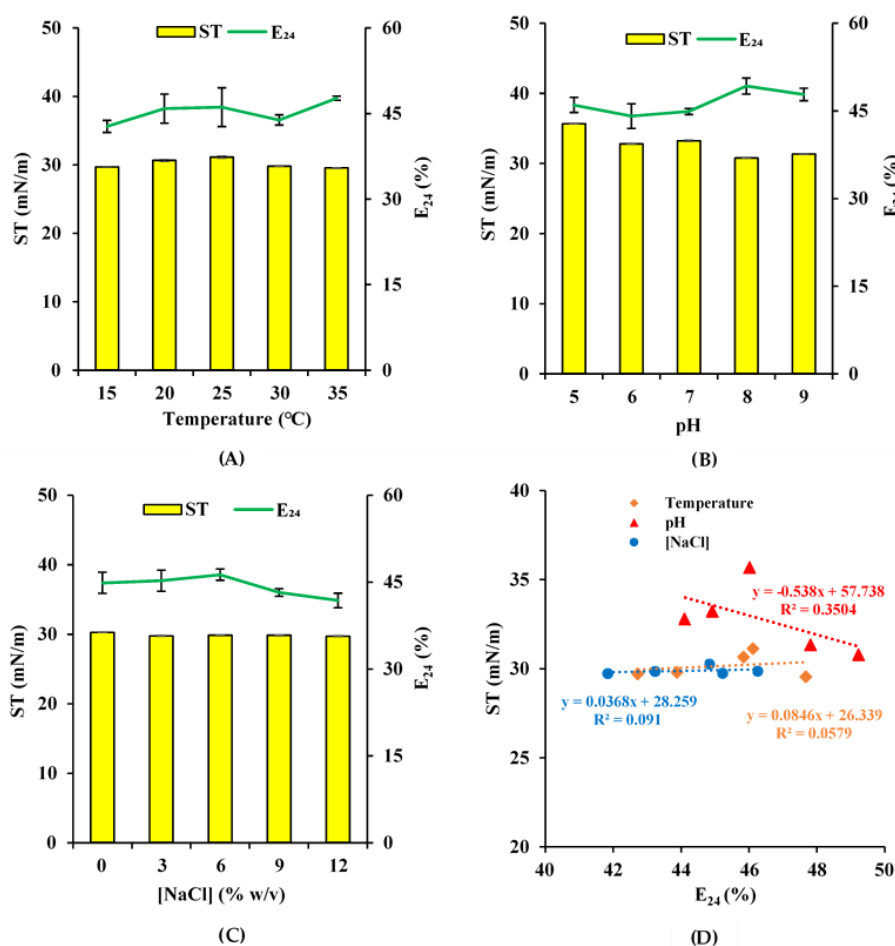 ST E24
50
40
30
20
10
0
ST (mN/m)
60
45
30
15
0
E24 (%)
15 20 25 30 35
Temperature (°C)
(A)
ST E24
50
40
30
20
10
0
ST (mN/m)
60
45
30
15
0
E24 (%)
5 6 7 8 9
pH
(B)
ST E24
50
40
30
20
10
0
ST (mN/m)
60
45
30
15
0
E24 (%)
0 3 6 9 12
[NaCl] (% w/v)
(C)
Temperature
pH
[NaCl]
40
35
30
25
20
ST (mN/m)
y = -0.538x + 57.738
R² = 0.3504
y = 0.0368x + 28.259
R² = 0.091
y = 0.0846x + 26.339
R² = 0.0579
40 42 44 46 48 50
E24 (%)
(D)